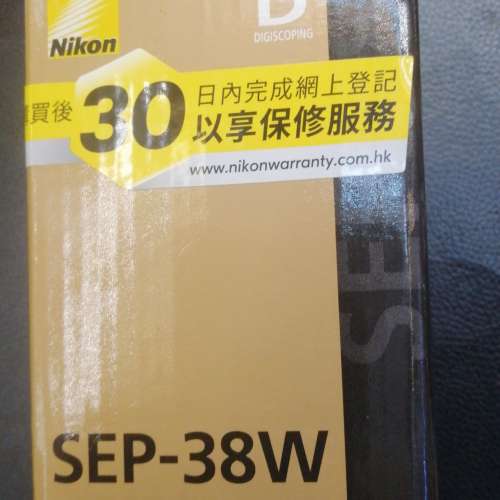 Nikon
DIGISCOPING
買後
30
日內完成網上登記
以享保修服務
www.nikonwarranty.com.hk
SEP-38W